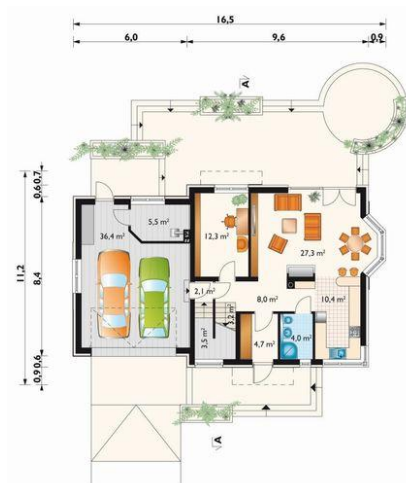 16,5
6,0 9,6 0,9
A
0,7
0,6
11,2
8,4
0,6
0,9
5,5 m²
36,4 m²
12,3 m²
27,3 m²
2,1 m²
8,0 m²
10,4 m²
3,2 m²
3,5 m²
4,7 m²
4,0 m²
A